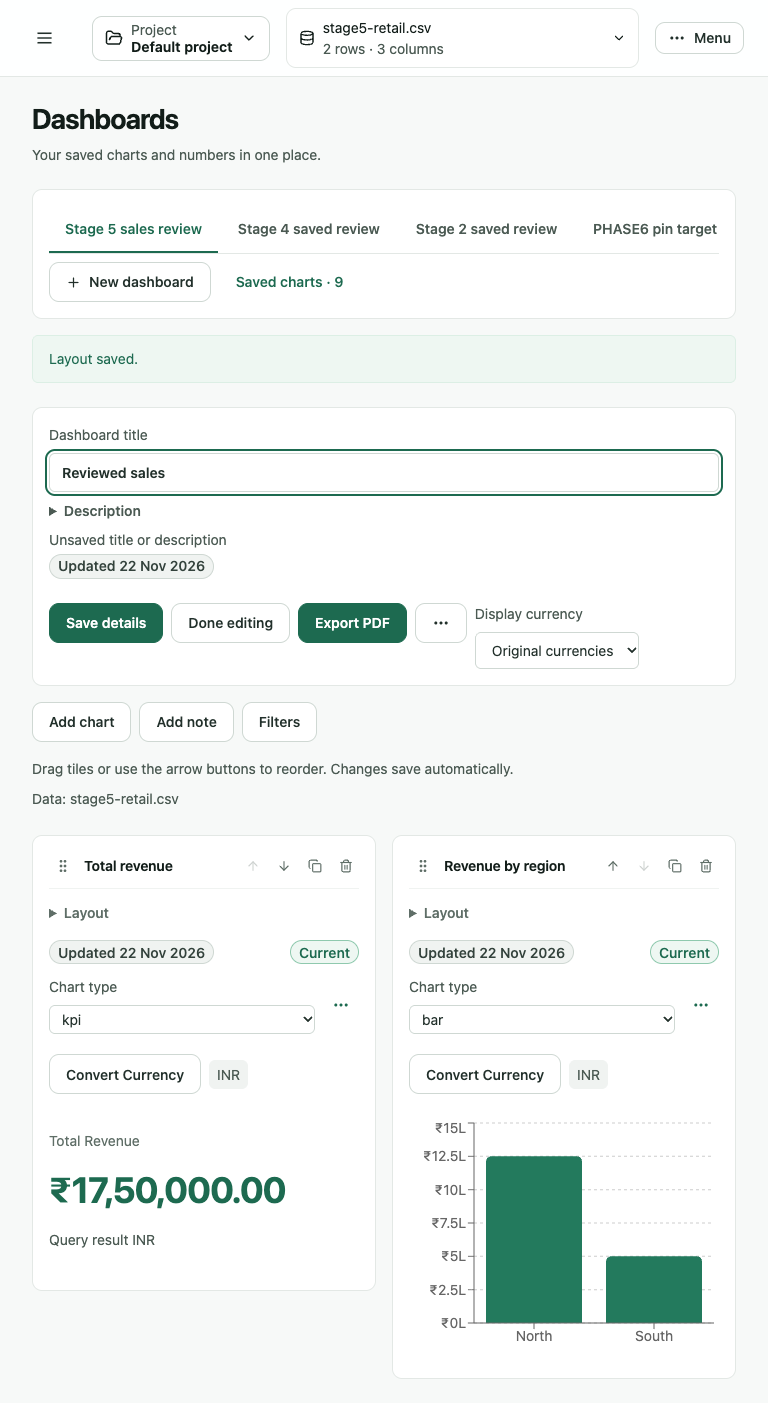 Project
Default project
stage5-retail.csv
2 rows · 3 columns
Menu
Dashboards
Your saved charts and numbers in one place.
Stage 5 sales review
Stage 4 saved review
Stage 2 saved review
PHASE6 pin target
New dashboard
Saved charts · 9
Layout saved.
Dashboard title
Reviewed sales
Description
Unsaved title or description
Updated 22 Nov 2026
Save details
Done editing
Export PDF
Display currency
Original currencies
Add chart
Add note
Filters
Drag tiles or use the arrow buttons to reorder. Changes save automatically.
Data: stage5-retail.csv
Total revenue
Layout
Updated 22 Nov 2026
Current
Chart type
kpi
Convert Currency
INR
Total Revenue
₹17,50,000.00
Query result INR
Revenue by region
Layout
Updated 22 Nov 2026
Current
Chart type
bar
Convert Currency
INR
₹15L
₹12.5L
₹10L
₹7.5L
₹5L
₹2.5L
₹0L
North
South